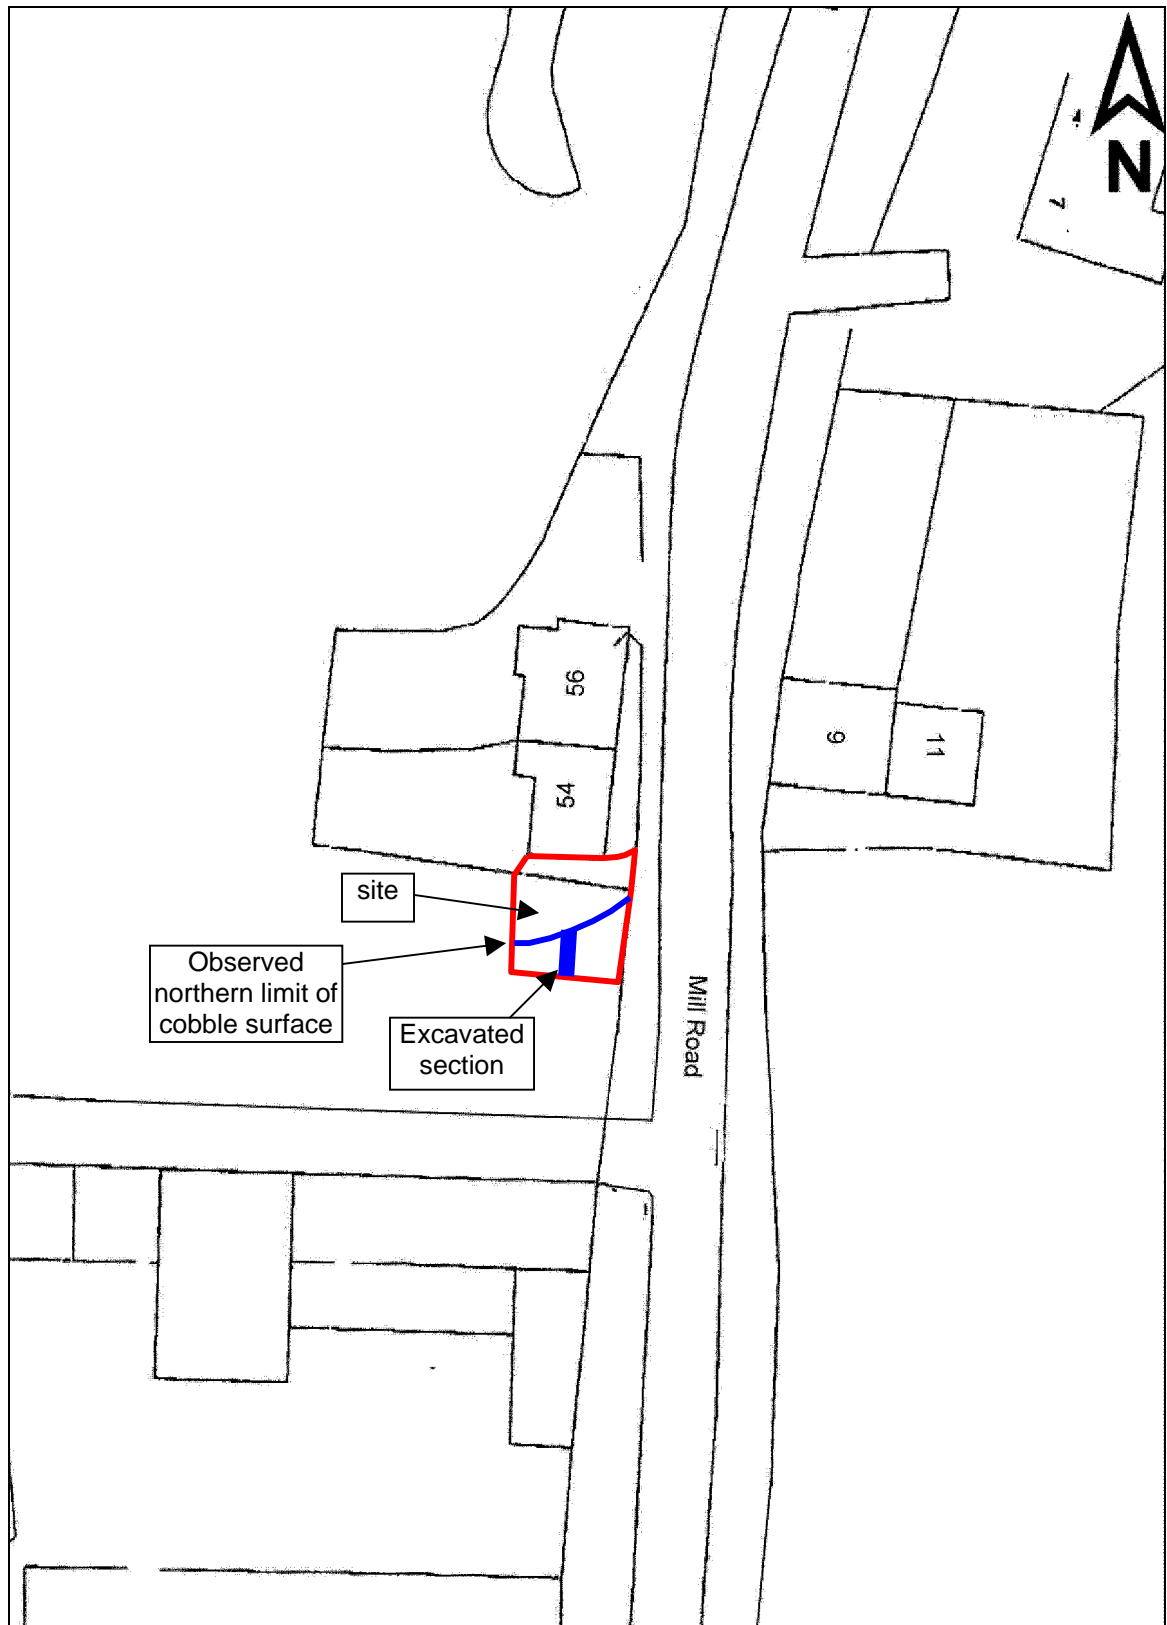 N
7
56
54
9
11
site
Observed
northern limit of
cobble surface
Excavated
section
Mill Road